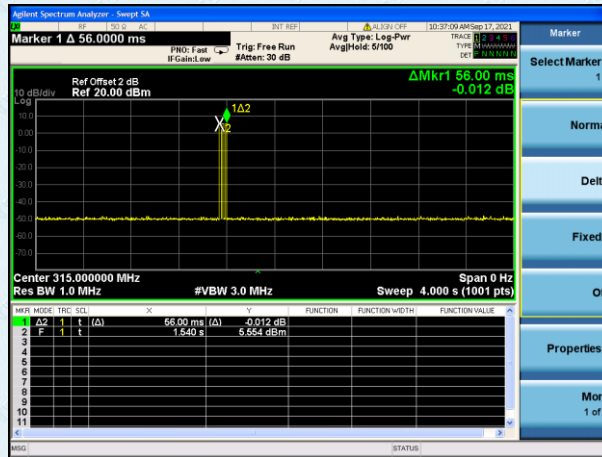 Agilent Spectrum Analyzer - Swept SA
RF 50 Ω AC INT REF ALIGN OFF 10:37:09 AM Sep 17, 2021
Marker 1 Δ 56.0000 ms
PNO: Fast
IFGain:Low
Trig: Free Run
#Atten: 30 dB
Avg Type: Log-Pwr
Avg|Hold: 5/100
TRACE 1 2 3 4 5 6
TYPE M
DET P N N N N N
Ref Offset 2 dB
10 dB/div Ref 20.00 dBm
Log
ΔMkr1 56.00 ms
-0.012 dB
1Δ2
2
10.0
0.00
-10.0
-20.0
-30.0
-40.0
-50.0
-60.0
-70.0
Center 315.000000 MHz Span 0 Hz
Res BW 1.0 MHz #VBW 3.0 MHz Sweep 4.000 s (1001 pts)
MKR MODE TRC SCL X Y FUNCTION FUNCTION WIDTH FUNCTION VALUE
1 Δ2 1 t (Δ) 56.00 ms (Δ) -0.012 dB
2 F 1 t 1.540 s 5.554 dBm
3
4
5
6
7
8
9
10
11
MSG STATUS
Marker
Select Marker
1
Norma
Delt
Fixed
O
Properties
Mor
1 of